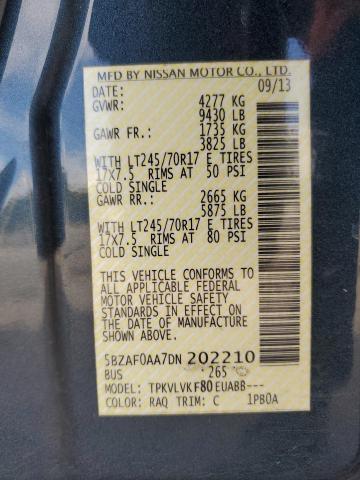 MFD BY NISSAN MOTOR CO., LTD.
DATE: 09/13
GVWR: 4277 KG
9430 LB
GAWR FR.: 1735 KG
3825 LB
WITH LT245/70R17 E TIRES
17X7.5 RIMS AT 50 PSI
COLD SINGLE
GAWR RR.: 2665 KG
5875 LB
WITH LT245/70R17 E TIRES
17X7.5 RIMS AT 80 PSI
COLD SINGLE
THIS VEHICLE CONFORMS TO
ALL APPLICABLE FEDERAL
MOTOR VEHICLE SAFETY
STANDARDS IN EFFECT ON
THE DATE OF MANUFACTURE
SHOWN ABOVE.
5BZAF0AA7DN 202210
BUS 265
MODEL: TPKVLVKF80EUABB---
COLOR: RAQ TRIM: C 1PB0A